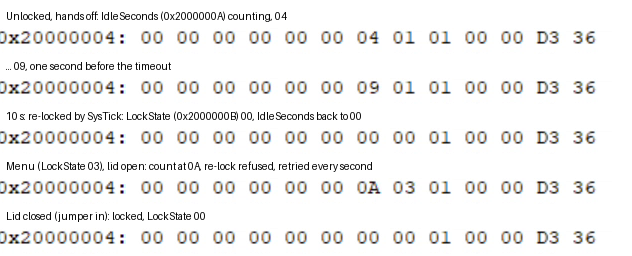 Unlocked, hands off: IdleSeconds (0x2000000A) counting, 04
0x20000004: 00 00 00 00 00 00 04 01 01 00 00 D3 36
... 09, one second before the timeout
0x20000004: 00 00 00 00 00 00 09 01 01 00 00 D3 36
10 s: re-locked by SysTick: LockState (0x2000000B) 00, IdleSeconds back to 00
0x20000004: 00 00 00 00 00 00 00 00 01 00 00 D3 36
Menu (LockState 03), lid open: count at 0A, re-lock refused, retried every second
0x20000004: 00 00 00 00 00 00 0A 03 01 00 00 D3 36
Lid closed (jumper in): locked, LockState 00
0x20000004: 00 00 00 00 00 00 00 00 01 00 00 D3 36